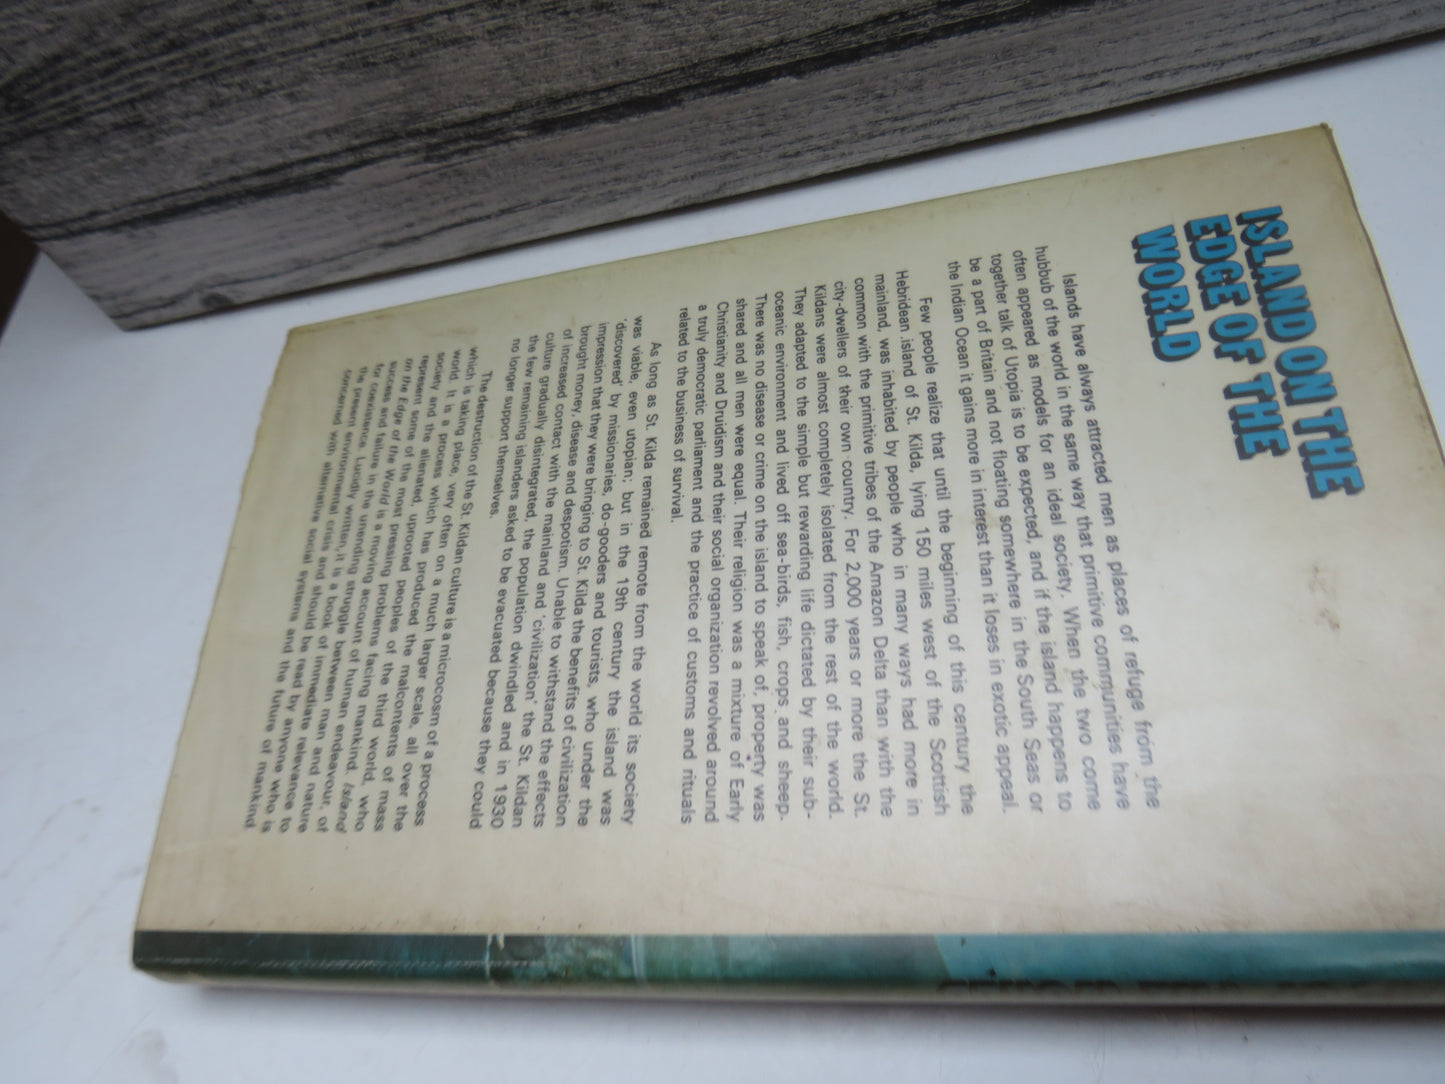 ISLAND ON THE
EDGE OF THE
WORLD
Islands have always attracted men as places of refuge from the
hubbub of the world in the same way that primitive communities have
often appeared as models for an ideal society. When the two come
together talk of Utopia is to be expected, and if the island happens to
be a part of Britain and not floating somewhere in the South Seas or
the Indian Ocean it gains more in interest than it loses in exotic appeal.
Few people realize that until the beginning of this century the
Hebridean island of St. Kilda, lying 150 miles west of the Scottish
mainland, was inhabited by people who in many ways had more in
common with the primitive tribes of the Amazon Delta than with the
city-dwellers of their own country. For 2,000 years or more the St.
Kildans were almost completely isolated from the rest of the world.
They adapted to the simple but rewarding life dictated by their sub-
oceanic environment and lived off sea-birds, fish, crops and sheep.
There was no disease or crime on the island to speak of, property was
shared and all men were equal. Their religion was a mixture of Early
Christianity and Druidism and their social organization revolved around
a truly democratic parliament and the practice of customs and rituals
related to the business of survival.
As long as St. Kilda remained remote from the world its society
was viable, even utopian; but in the 19th century the island was
'discovered' by missionaries, do-gooders and tourists, who under the
impression that they were bringing to St. Kilda the benefits of civilization
brought money, disease and despotism. Unable to withstand the effects
of increased contact with the mainland and 'civilization' the St. Kildan
culture gradually disintegrated, the population dwindled and in 1930
the few remaining islanders asked to be evacuated because they could
no longer support themselves.
The destruction of the St. Kildan culture is a microcosm of a process
which is taking place, very often on a much larger scale, all over the
world. It is a process which has produced the malcontents of mass
society and the alienated, uprooted peoples of the third world, who
represent some of the most pressing problems facing mankind. Island
on the Edge of the World is a moving account of human endeavour, of
success and failure in the unending struggle between man and nature
for coexistence. Lucidly written, it is a book of immediate relevance to
the present environmental crisis and should be read by anyone who is
concerned with alternative social systems and the future of mankind.